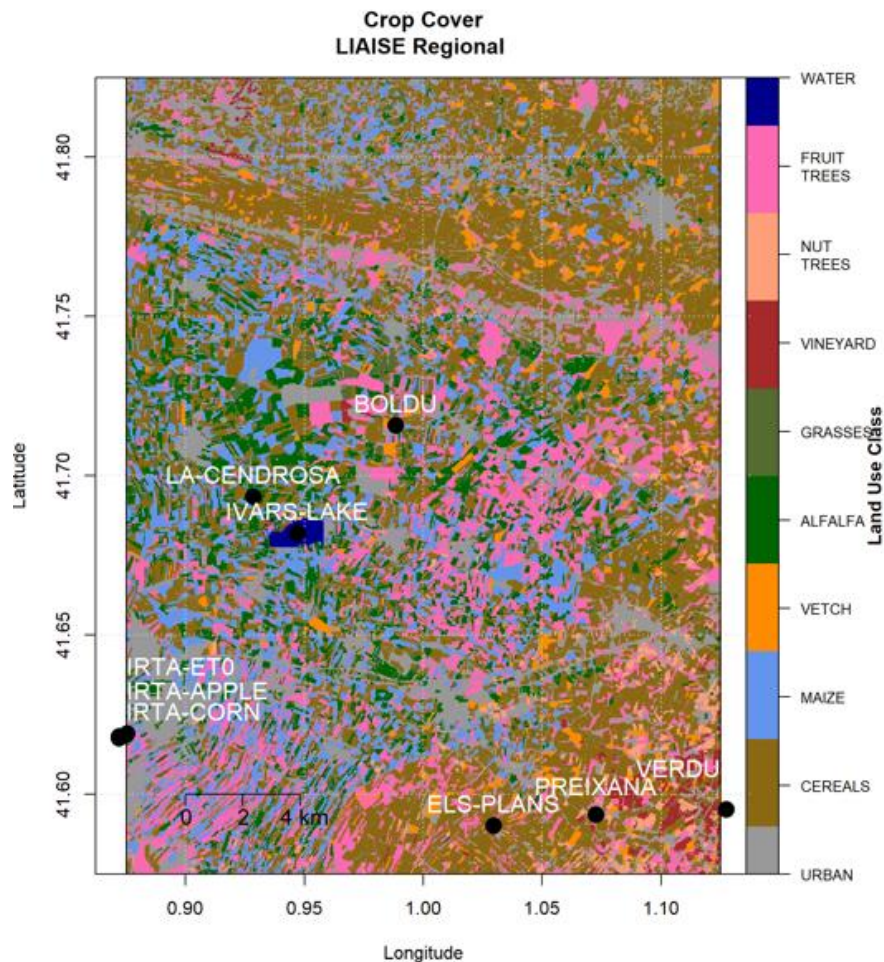 Crop Cover
LIAISE Regional
WATER
FRUIT
TREES
NUT
TREES
VINEYARD
GRASSES
ALFALFA
VETCH
MAIZE
CEREALS
URBAN
Land Use Class
41.80
41.75
41.70
41.65
41.60
Latitude
BOLDU
LA-CENDROSA
IVARS-LAKE
IRTA-ET0
IRTA-APPLE
IRTA-CORN
VERDU
PREIXANA
ELS-PLANS
0 2 4 km
0.90 0.95 1.00 1.05 1.10
Longitude